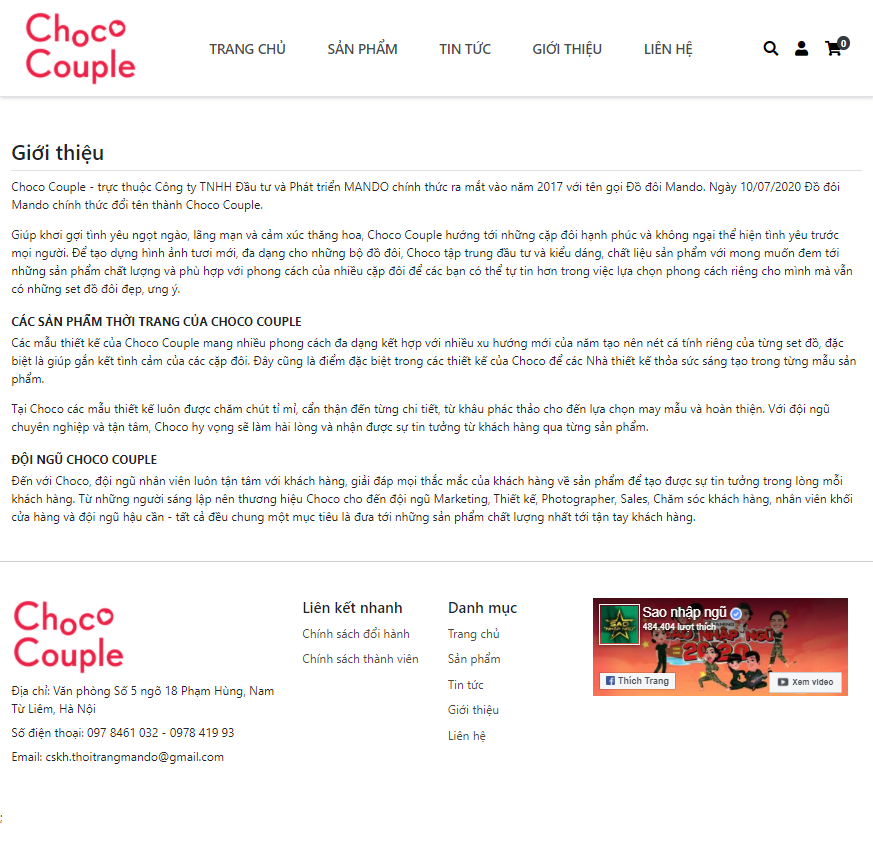 Choco
Couple
TRANG CHỦ
SẢN PHẨM
TIN TỨC
GIỚI THIỆU
LIÊN HỆ
0
Giới thiệu
Choco Couple - trực thuộc Công ty TNHH Đầu tư và Phát triển MANDO chính thức ra mắt vào năm 2017 với tên gọi Đồ đôi Mando. Ngày 10/07/2020 Đồ đôi
Mando chính thức đổi tên thành Choco Couple.
Giúp khơi gợi tình yêu ngọt ngào, lãng mạn và cảm xúc thăng hoa, Choco Couple hướng tới những cặp đôi hạnh phúc và không ngại thể hiện tình yêu trước
mọi người. Để tạo dựng hình ảnh tươi mới, đa dạng cho những bộ đồ đôi, Choco tập trung đầu tư và kiểu dáng, chất liệu sản phẩm với mong muốn đem tới
những sản phẩm chất lượng và phù hợp với phong cách của nhiều cặp đôi để các bạn có thể tự tin hơn trong việc lựa chọn phong cách riêng cho mình mà vẫn
có những set đồ đôi đẹp, ưng ý.
CÁC SẢN PHẨM THỜI TRANG CỦA CHOCO COUPLE
Các mẫu thiết kế của Choco Couple mang nhiều phong cách đa dạng kết hợp với nhiều xu hướng mới của năm tạo nên nét cá tính riêng của từng set đồ, đặc
biệt là giúp gắn kết tình cảm của các cặp đôi. Đây cũng là điểm đặc biệt trong các thiết kế của Choco để các Nhà thiết kế thỏa sức sáng tạo trong từng mẫu sản
phẩm.
Tại Choco các mẫu thiết kế luôn được chăm chút tỉ mỉ, cẩn thận đến từng chi tiết, từ khâu phác thảo cho đến lựa chọn may mẫu và hoàn thiện. Với đội ngũ
chuyên nghiệp và tận tâm, Choco hy vọng sẽ làm hài lòng và nhận được sự tin tưởng từ khách hàng qua từng sản phẩm.
ĐỘI NGŨ CHOCO COUPLE
Đến với Choco, đội ngũ nhân viên luôn tận tâm với khách hàng, giải đáp mọi thắc mắc của khách hàng về sản phẩm để tạo được sự tin tưởng trong lòng mỗi
khách hàng. Từ những người sáng lập nên thương hiệu Choco cho đến đội ngũ Marketing, Thiết kế, Photographer, Sales, Chăm sóc khách hàng, nhân viên khối
cửa hàng và đội ngũ hậu cần - tất cả đều chung một mục tiêu là đưa tới những sản phẩm chất lượng nhất tới tận tay khách hàng.
Choco
Couple
Địa chỉ: Văn phòng Số 5 ngõ 18 Phạm Hùng, Nam
Từ Liêm, Hà Nội
Số điện thoại: 097 8461 032 - 0978 419 93
Email: cskh.thoitrangmando@gmail.com
Liên kết nhanh
Chính sách đổi hành
Chính sách thành viên
Danh mục
Trang chủ
Sản phẩm
Tin tức
Giới thiệu
Liên hệ
SAO
Sao nhập ngũ
484.404 lượt thích
SAO NHẬP NGŨ
2020
Thích Trang
Xem video
;